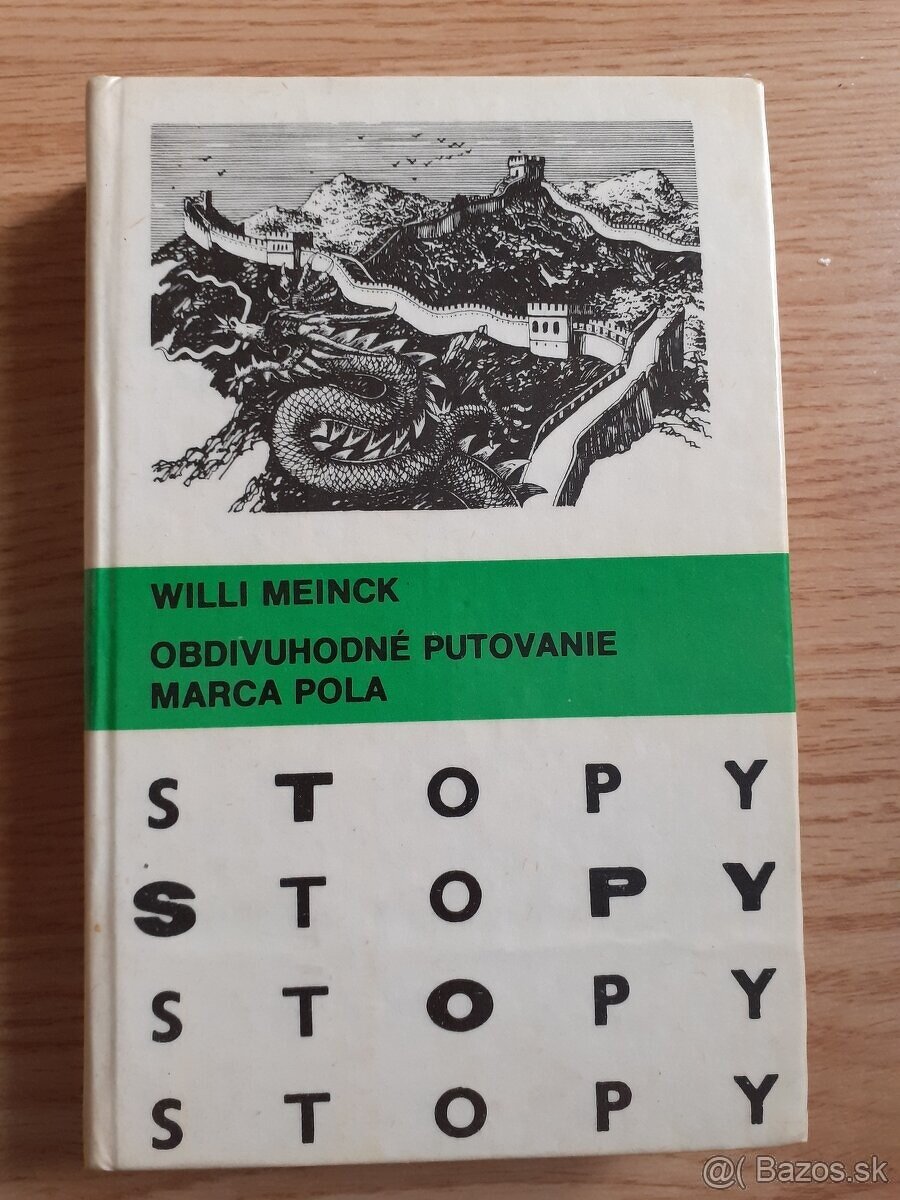 WILLI MEINCK
OBDIVUHODNÉ PUTOVANIE
MARCA POLA
S T O P Y
S T O P Y
S T O P Y
S T O P Y
@( Bazos.sk